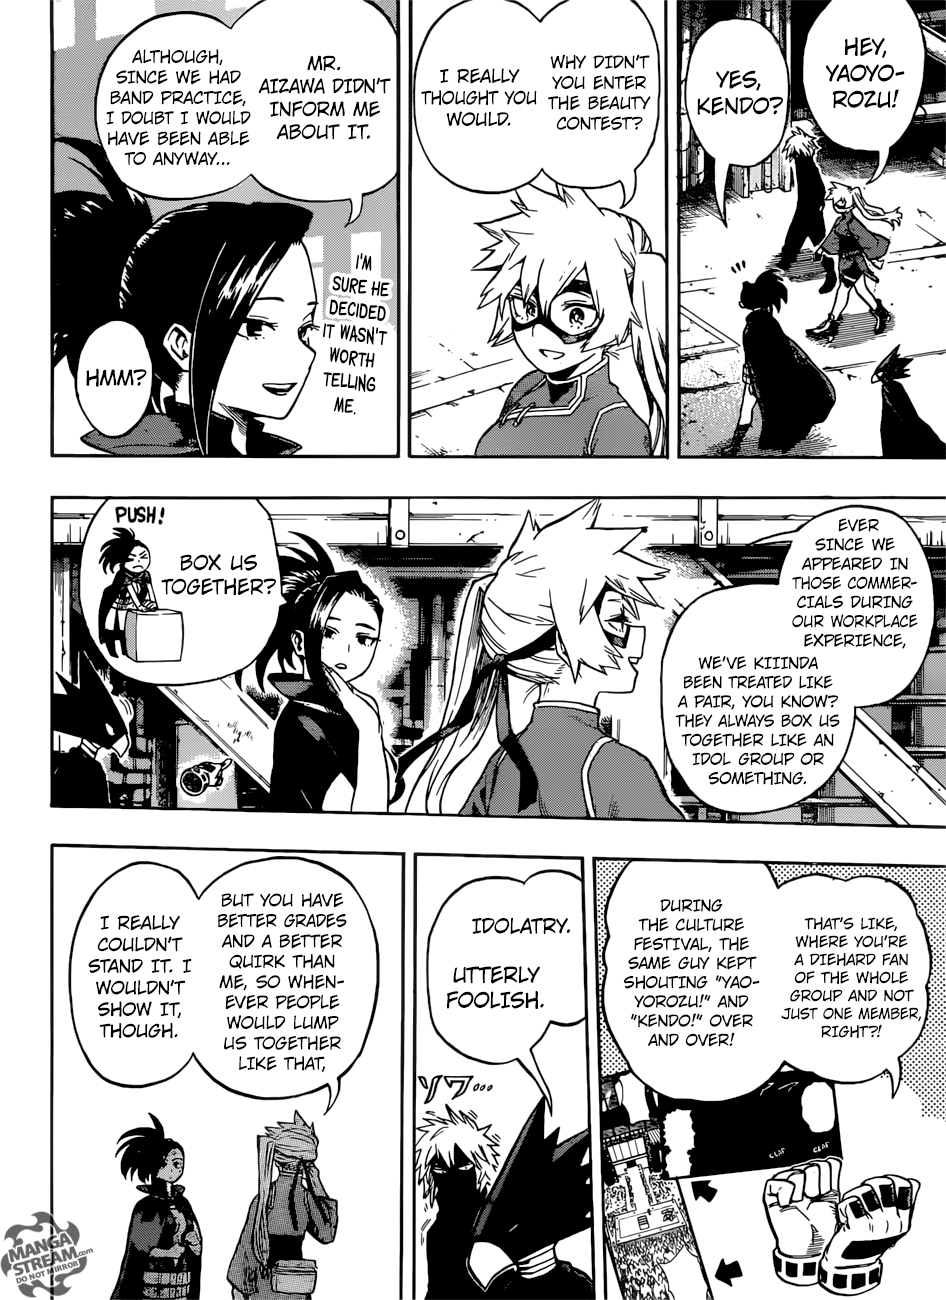 HEY,
YAOYO-
ROZU!
YES,
KENDO?
WHY DIDN'T
YOU ENTER
THE BEAUTY
CONTEST?
I REALLY
THOUGHT YOU
WOULD.
MR.
AIZAWA DIDN'T
INFORM ME
ABOUT IT.
ALTHOUGH,
SINCE WE HAD
BAND PRACTICE,
I DOUBT I WOULD
HAVE BEEN ABLE
TO ANYWAY...
I'M
SURE HE
DECIDED
IT WASN'T
WORTH
TELLING
ME.
HMM?
EVER
SINCE WE
APPEARED IN
THOSE COMMER-
CIALS DURING
OUR WORKPLACE
EXPERIENCE,
WE'VE KIIINDA
BEEN TREATED LIKE
A PAIR, YOU KNOW?
THEY ALWAYS BOX US
TOGETHER LIKE AN
IDOL GROUP OR
SOMETHING.
PUSH!
BOX US
TOGETHER?
THAT'S LIKE,
WHERE YOU'RE
A DIEHARD FAN
OF THE WHOLE
GROUP AND NOT
JUST ONE MEMBER,
RIGHT?!
DURING
THE CULTURE
FESTIVAL, THE
SAME GUY KEPT
SHOUTING "YAO-
YOROZU!" AND
"KENDO!" OVER
AND OVER!
CLAP
CLAP
IDOLATRY.
UTTERLY
FOOLISH.
ゾワ...
BUT YOU HAVE
BETTER GRADES
AND A BETTER
QUIRK THAN
ME, SO WHEN-
EVER PEOPLE
WOULD LUMP
US TOGETHER
LIKE THAT,
I REALLY
COULDN'T
STAND IT. I
WOULDN'T
SHOW IT,
THOUGH.
MANGA
STREAM.com
DO NOT MIRROR!